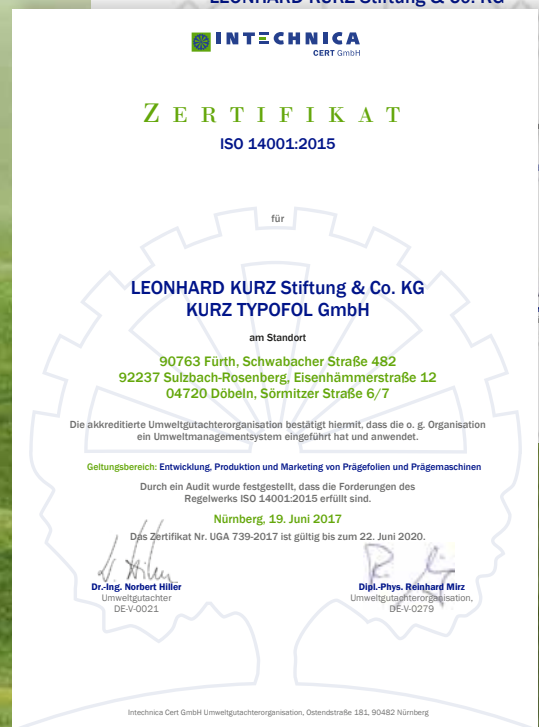 LEONHARD KURZ Stiftung & Co. KG
INTECHNICA
CERT GmbH
ZERTIFIKAT
ISO 14001:2015
für
LEONHARD KURZ Stiftung & Co. KG
KURZ TYPOFOL GmbH
am Standort
90763 Fürth, Schwabacher Straße 482
92237 Sulzbach-Rosenberg, Eisenhämmerstraße 12
04720 Döbeln, Sörmitzer Straße 6/7
Die akkreditierte Umweltgutachterorganisation bestätigt hiermit, dass die o. g. Organisation
ein Umweltmanagementsystem eingeführt hat und anwendet.
Geltungsbereich: Entwicklung, Produktion und Marketing von Prägefolien und Prägemaschinen
Durch ein Audit wurde festgestellt, dass die Forderungen des
Regelwerks ISO 14001:2015 erfüllt sind.
Nürnberg, 19. Juni 2017
Das Zertifikat Nr. UGA 739-2017 ist gültig bis zum 22. Juni 2020.
Dr.-Ing. Norbert Hiller
Umweltgutachter
DE-V-0021
Dipl.-Phys. Reinhard Mirz
Umweltgutachterorganisation,
DE-V-0279
Intechnica Cert GmbH Umweltgutachterorganisation, Ostendstraße 181, 90482 Nürnberg